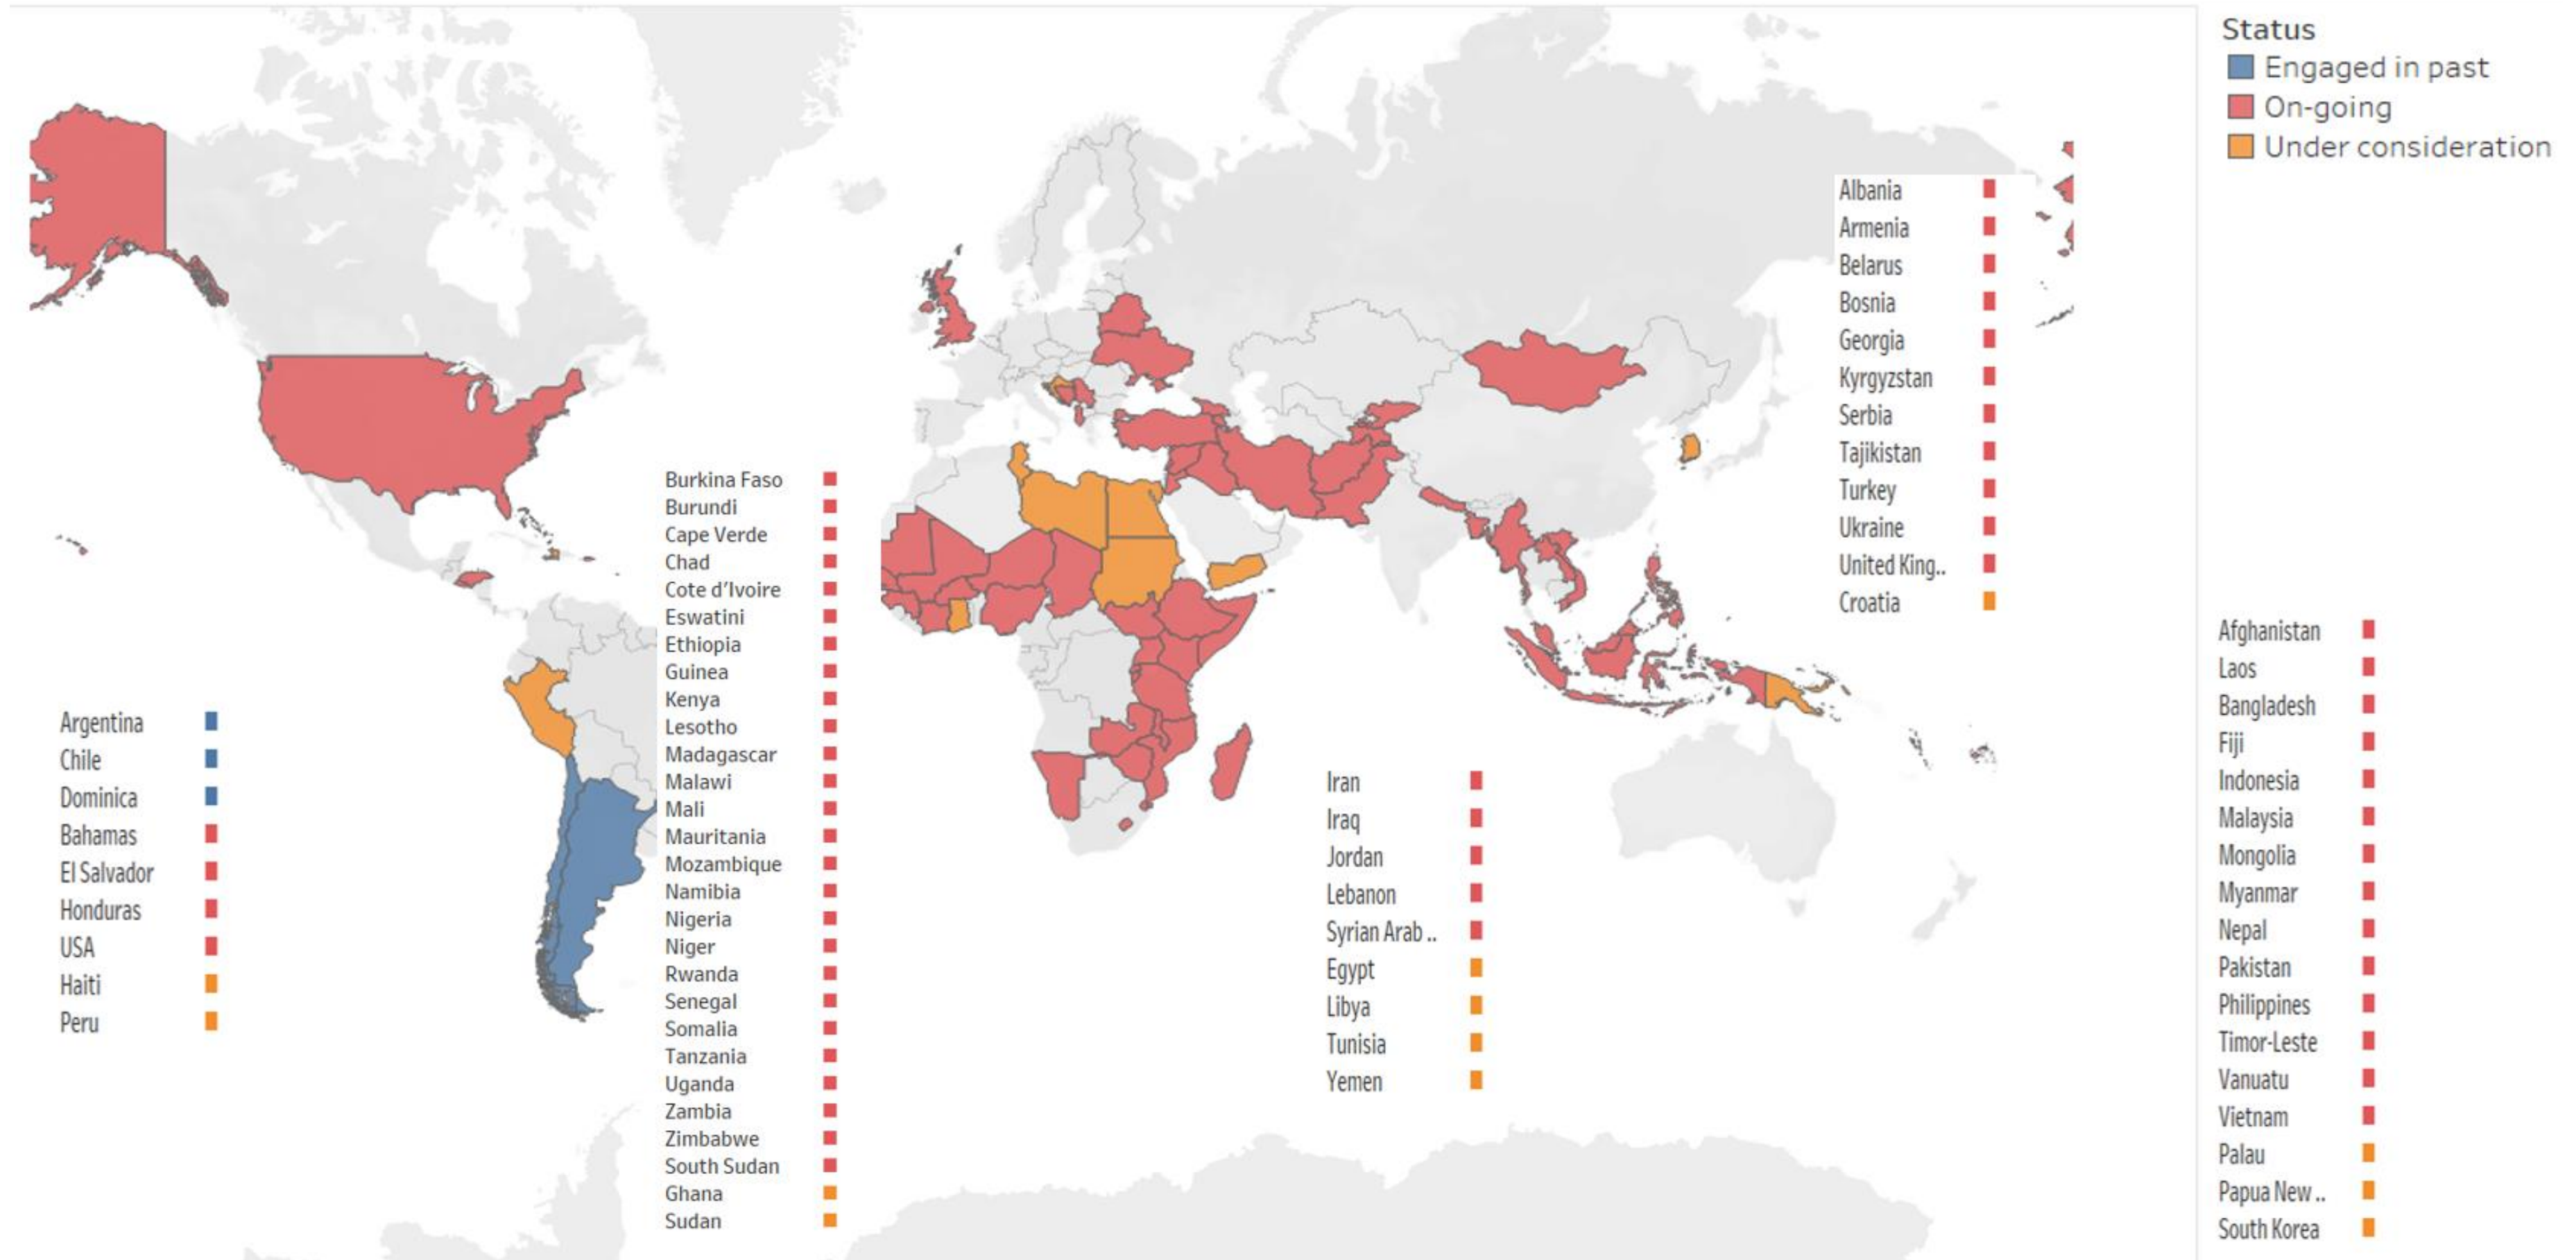 Status
Engaged in past
On-going
Under consideration
Argentina
Chile
Dominica
Bahamas
El Salvador
Honduras
USA
Haiti
Peru
Burkina Faso
Burundi
Cape Verde
Chad
Cote d'Ivoire
Eswatini
Ethiopia
Guinea
Kenya
Lesotho
Madagascar
Malawi
Mali
Mauritania
Mozambique
Namibia
Nigeria
Niger
Rwanda
Senegal
Somalia
Tanzania
Uganda
Zambia
Zimbabwe
South Sudan
Ghana
Sudan
Iran
Iraq
Jordan
Lebanon
Syrian Arab ..
Egypt
Libya
Tunisia
Yemen
Albania
Armenia
Belarus
Bosnia
Georgia
Kyrgyzstan
Serbia
Tajikistan
Turkey
Ukraine
United King..
Croatia
Afghanistan
Laos
Bangladesh
Fiji
Indonesia
Malaysia
Mongolia
Myanmar
Nepal
Pakistan
Philippines
Timor-Leste
Vanuatu
Vietnam
Palau
Papua New ..
South Korea